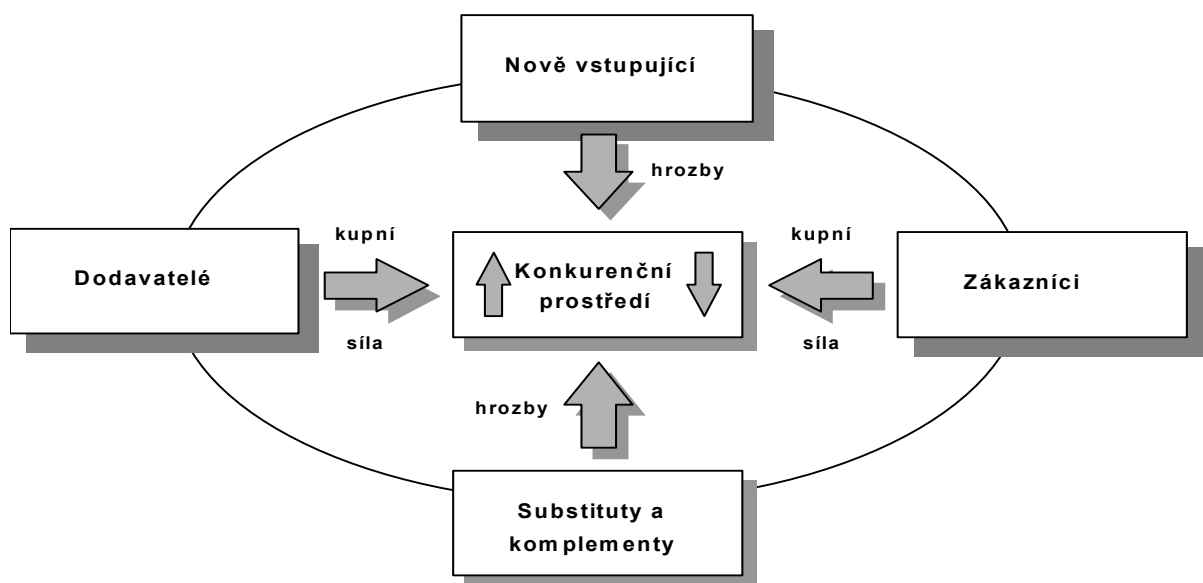 Nově vstupující
hrozby
kupní
Dodavatelé
síla
Konkurenční
prostředí
kupní
Zákazníci
síla
hrozby
Substituty a
komplementy